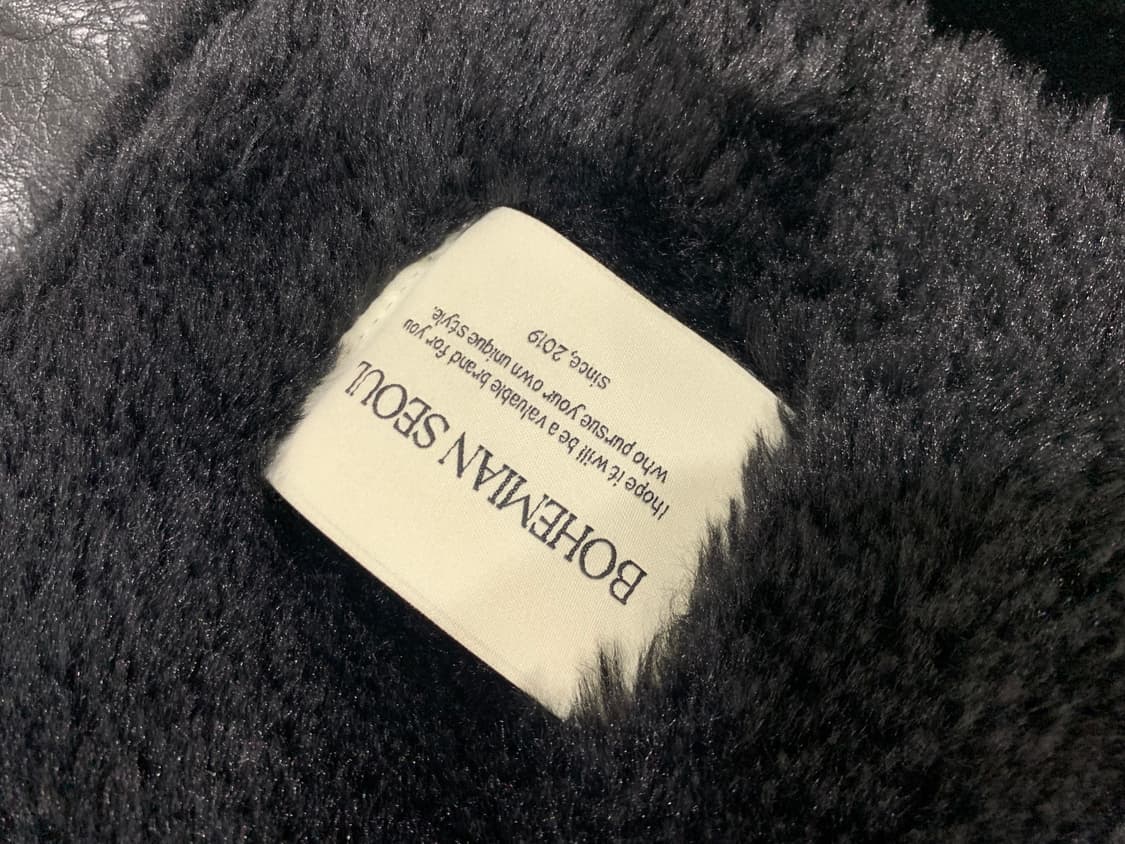 BOHEMIAN SEOUL
I hope it will be a valuable brand for you
who pursue your own unique style.
since, 2019